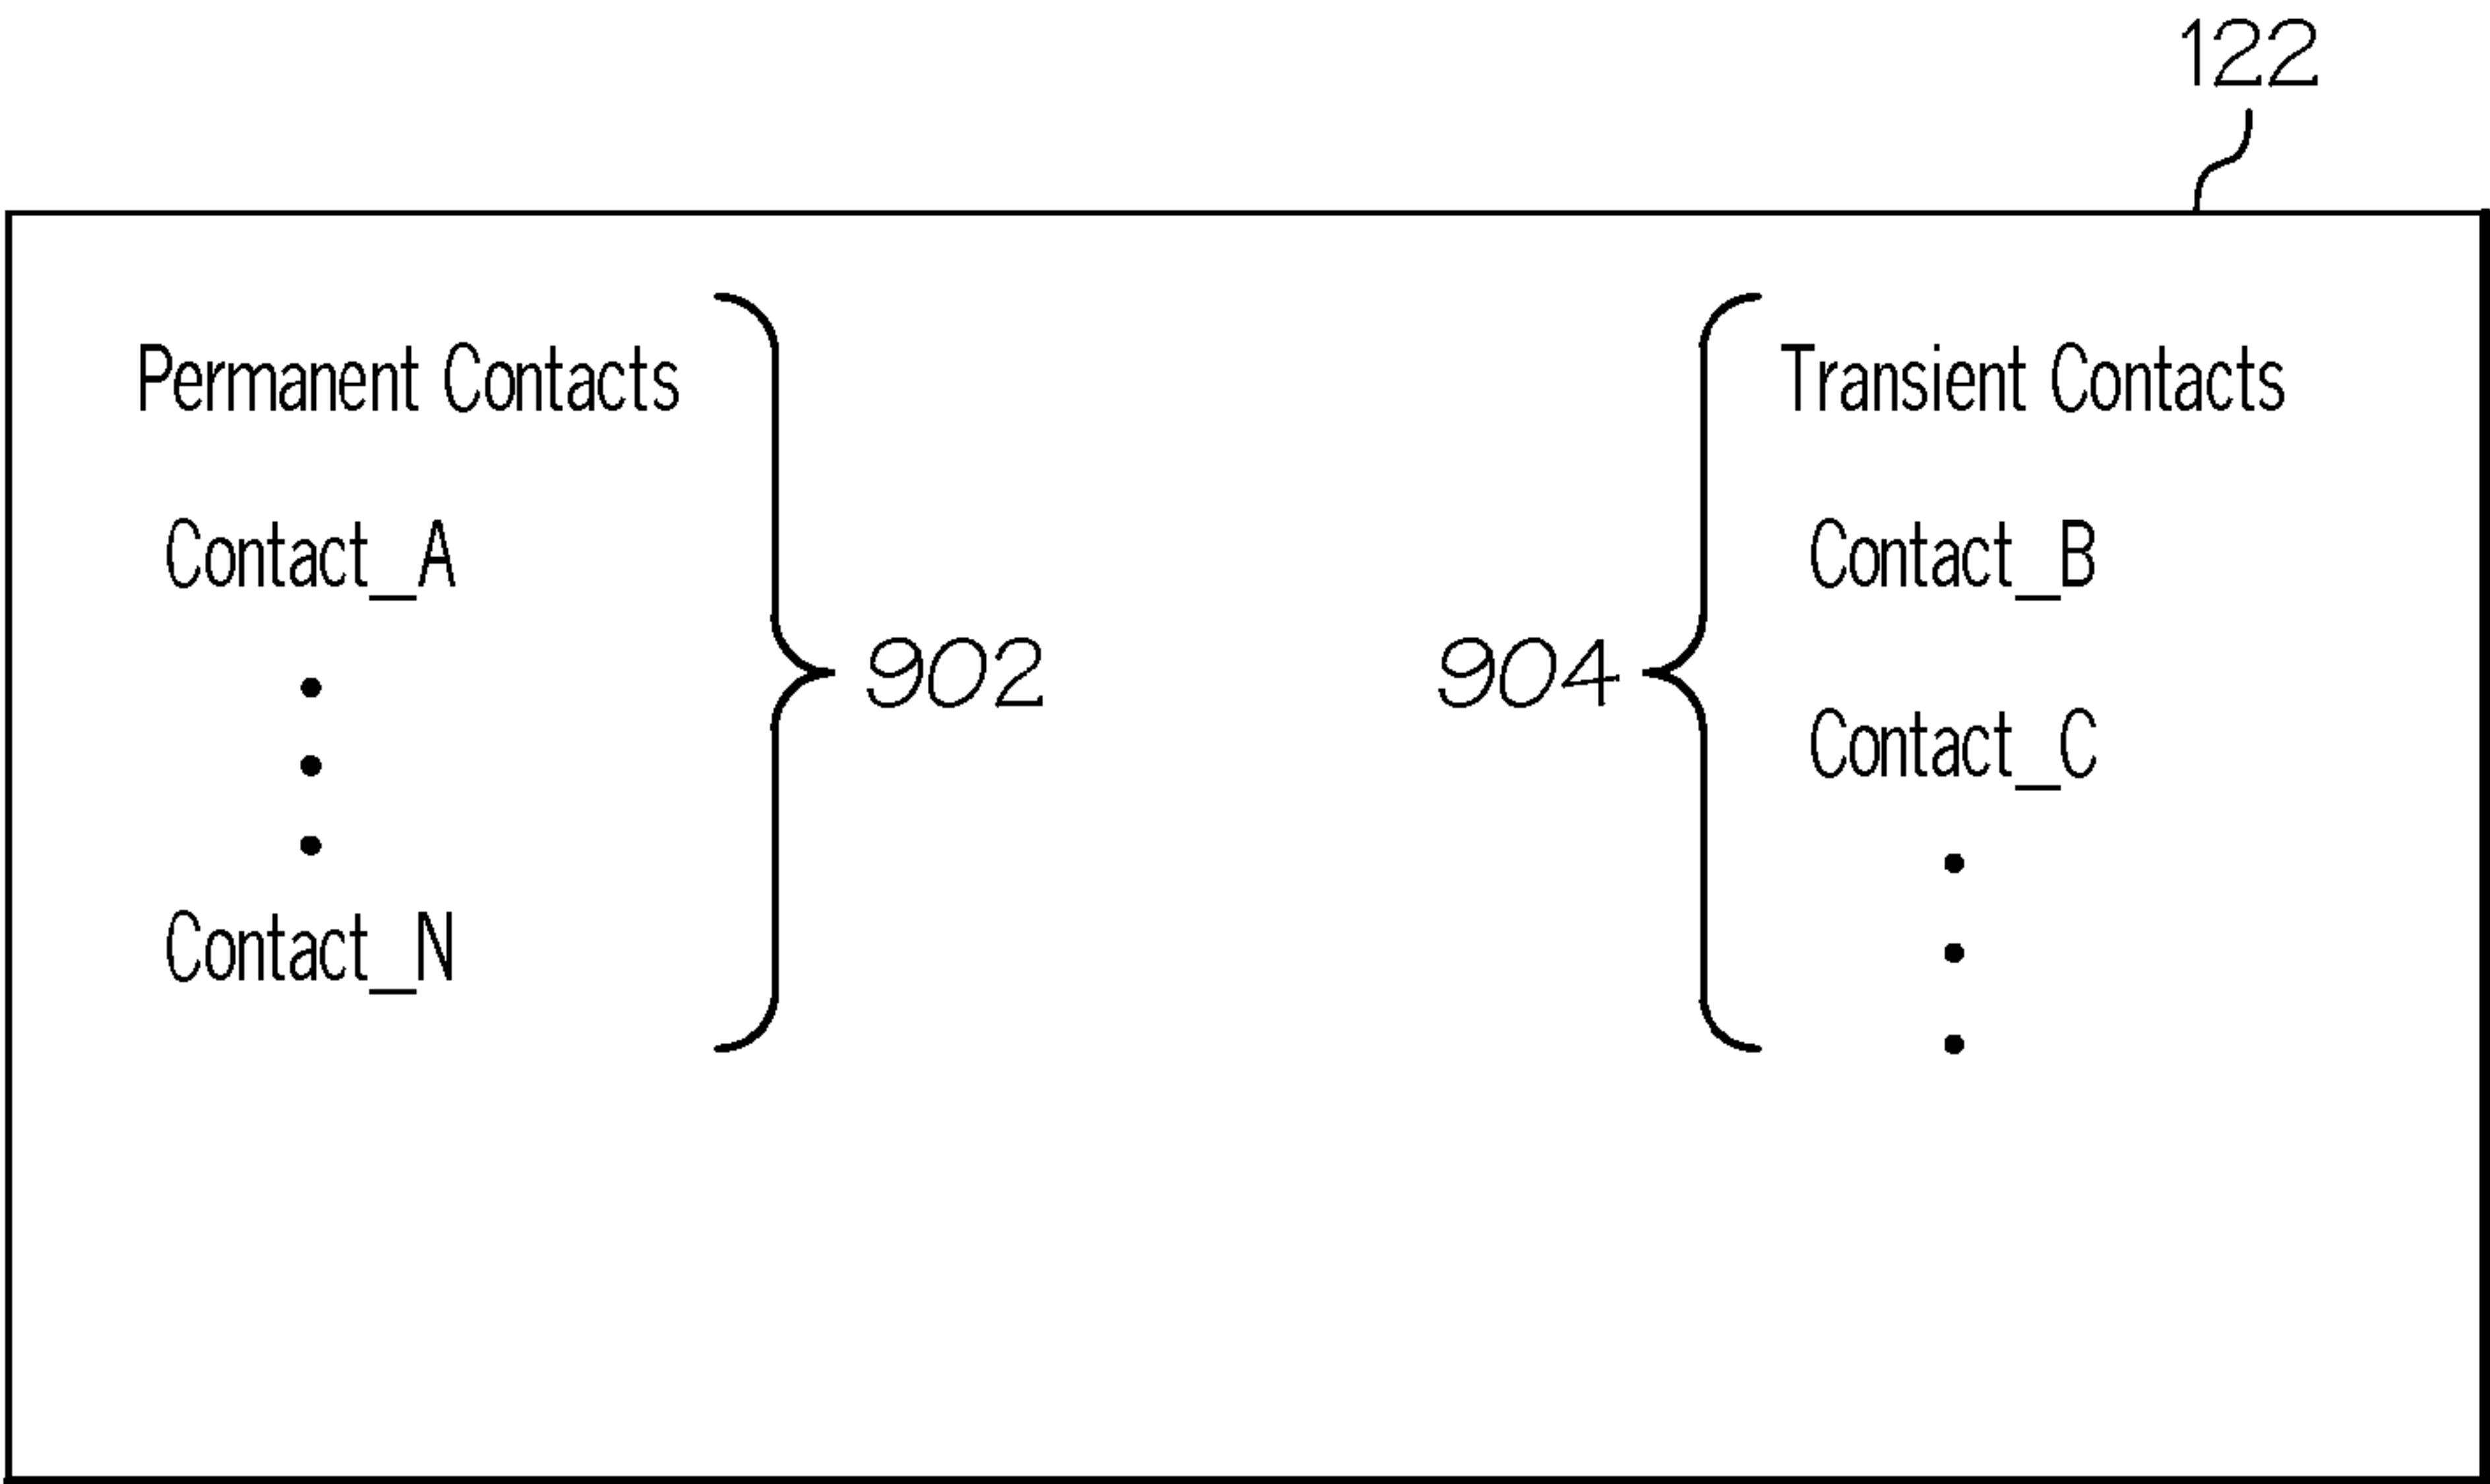 122
Permanent Contacts
Contact_A
Contact_N
902
904
Transient Contacts
Contact_B
Contact_C